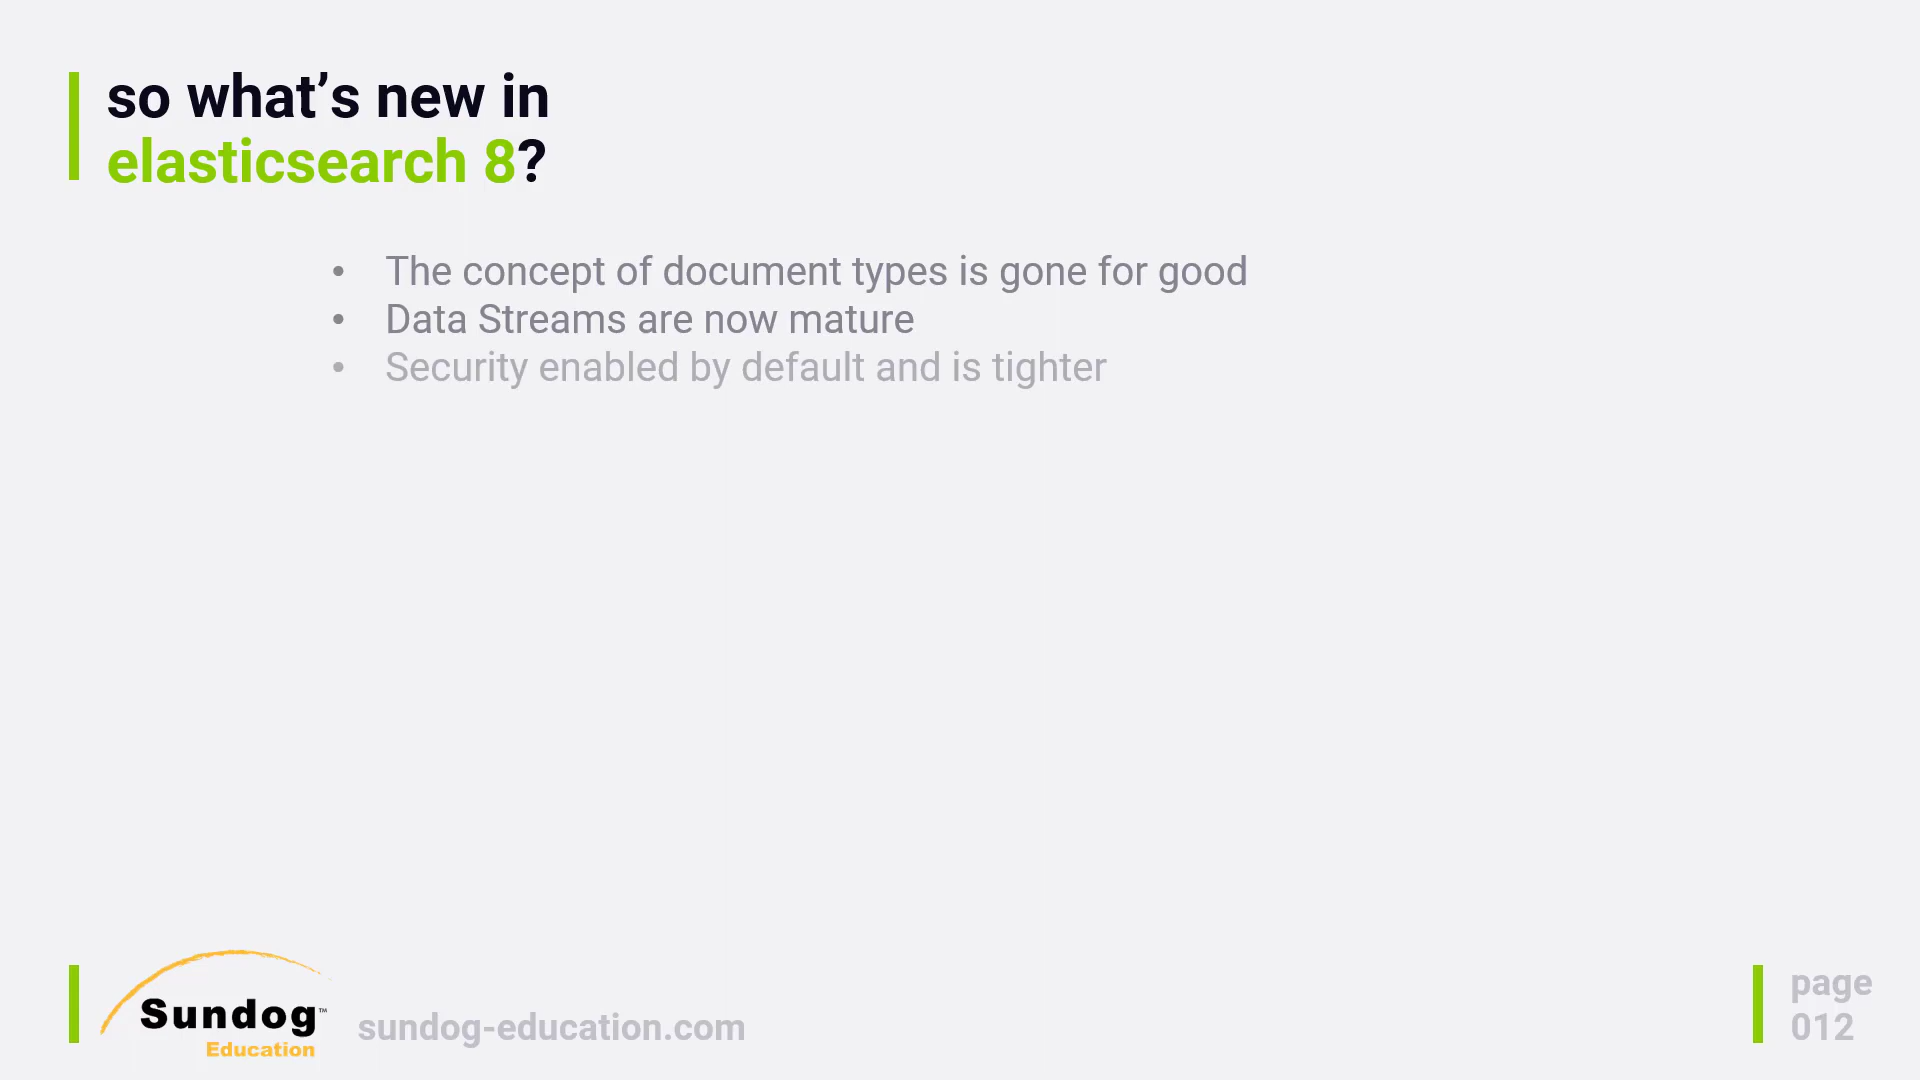 so what’s new in
elasticsearch 8?
• The concept of document types is gone for good
• Data Streams are now mature
• Security enabled by default and is tighter
Sundog™
Education
sundog-education.com
page
012